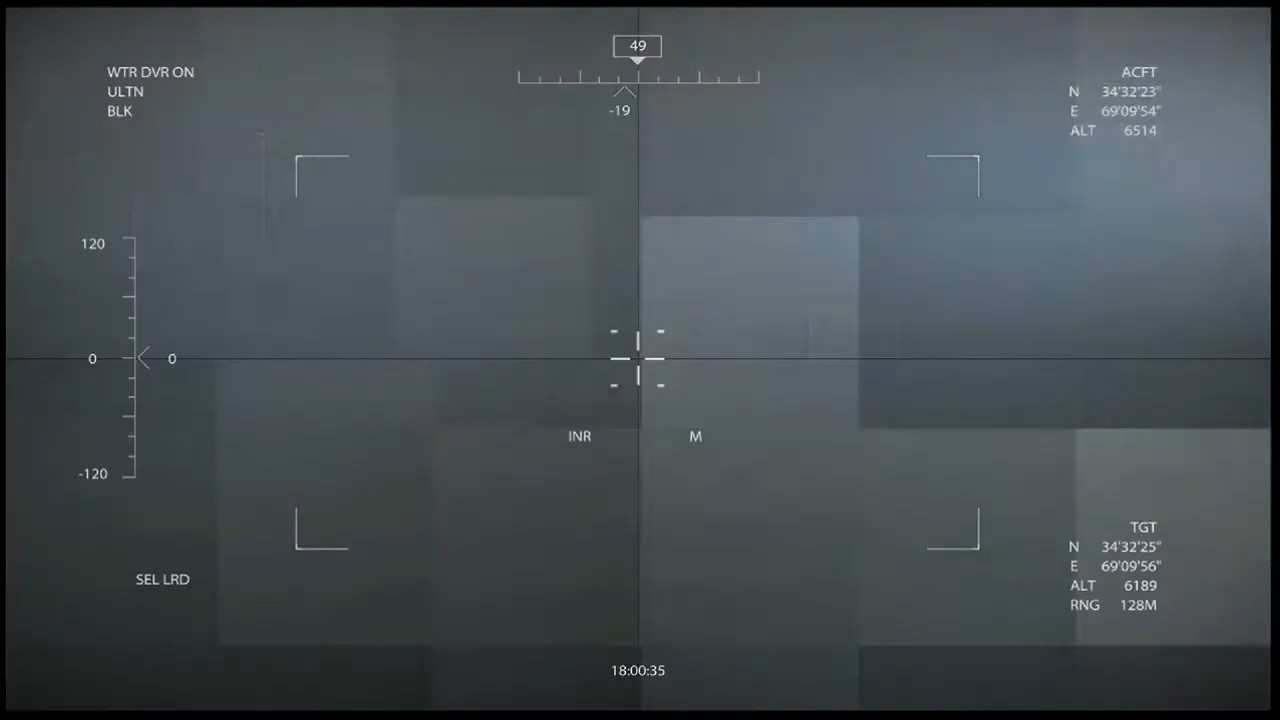 49
WTR DVR ON
ULTN
BLK
-19
ACFT
N 34'32'23"
E 69'09'54"
ALT 6514
120
0 0
-120
INR M
SEL LRD
TGT
N 34'32'25"
E 69'09'56"
ALT 6189
RNG 128M
18:00:35